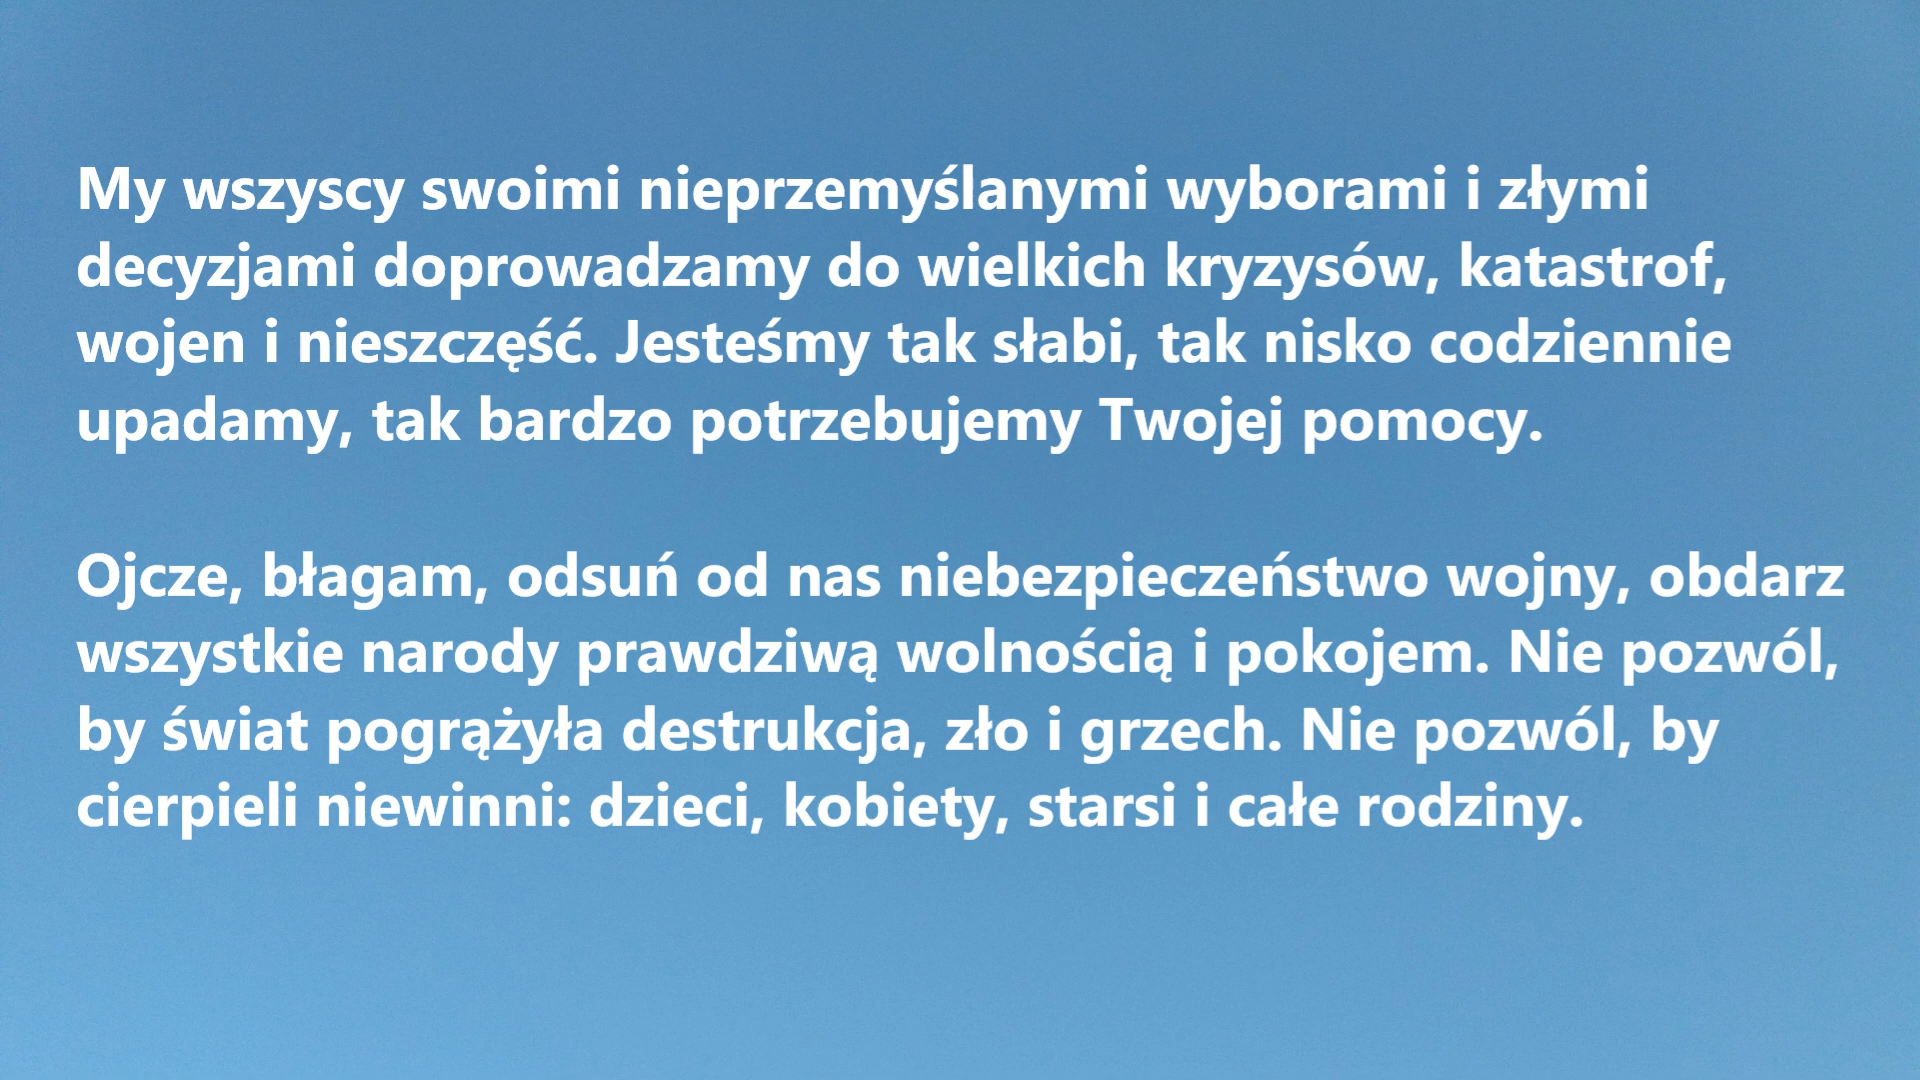 My wszyscy swoimi nieprzemyślanymi wyborami i złymi
decyzjami doprowadzamy do wielkich kryzysów, katastrof,
wojen i nieszczęść. Jesteśmy tak słabi, tak nisko codziennie
upadamy, tak bardzo potrzebujemy Twojej pomocy.
Ojcze, błagam, odsuń od nas niebezpieczeństwo wojny, obdarz
wszystkie narody prawdziwą wolnością i pokojem. Nie pozwól,
by świat pogrążyła destrukcja, zło i grzech. Nie pozwól, by
cierpieli niewinni: dzieci, kobiety, starsi i całe rodziny.